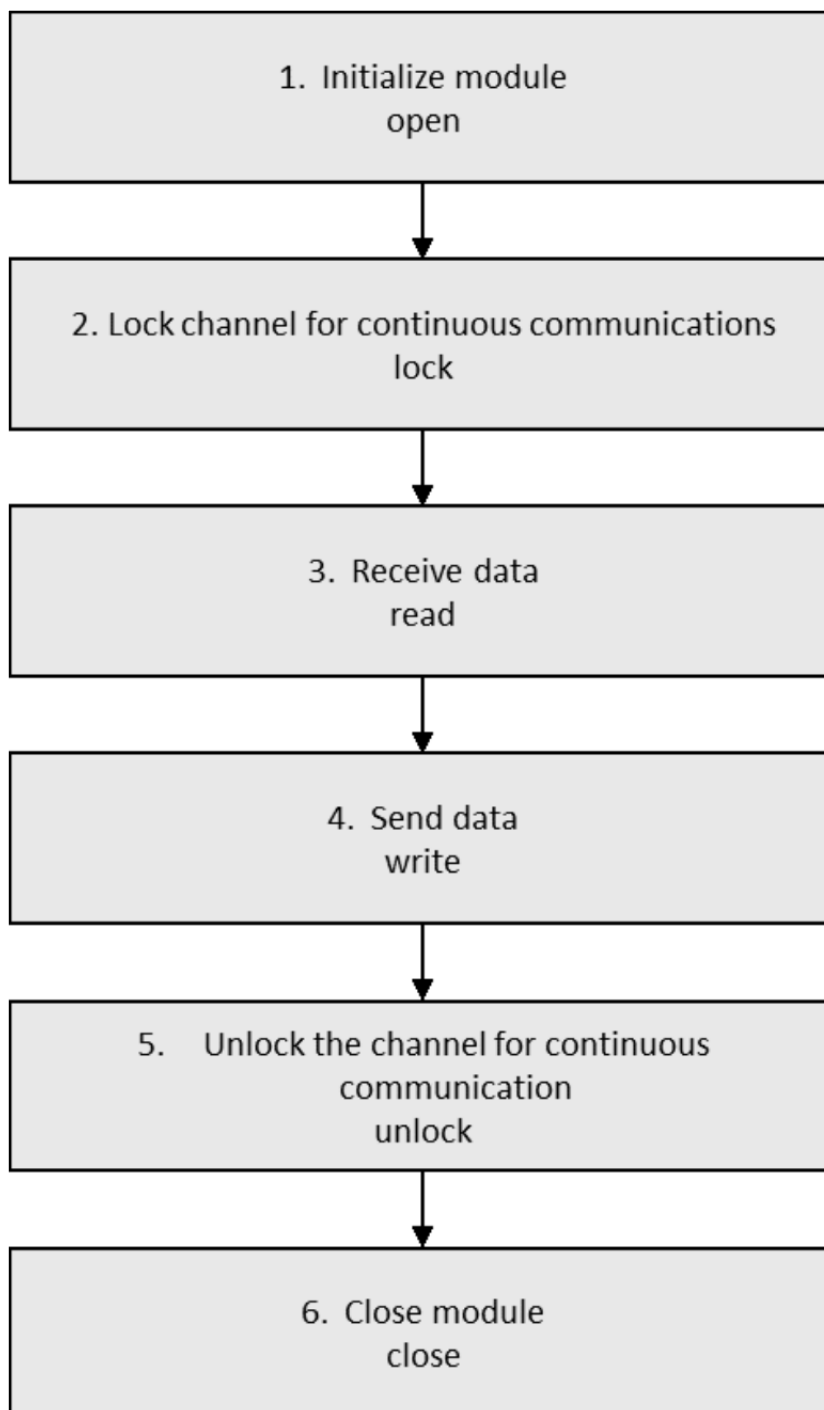 1. Initialize module
open
2. Lock channel for continuous communications
lock
3. Receive data
read
4. Send data
write
5. Unlock the channel for continuous
communication
unlock
6. Close module
close